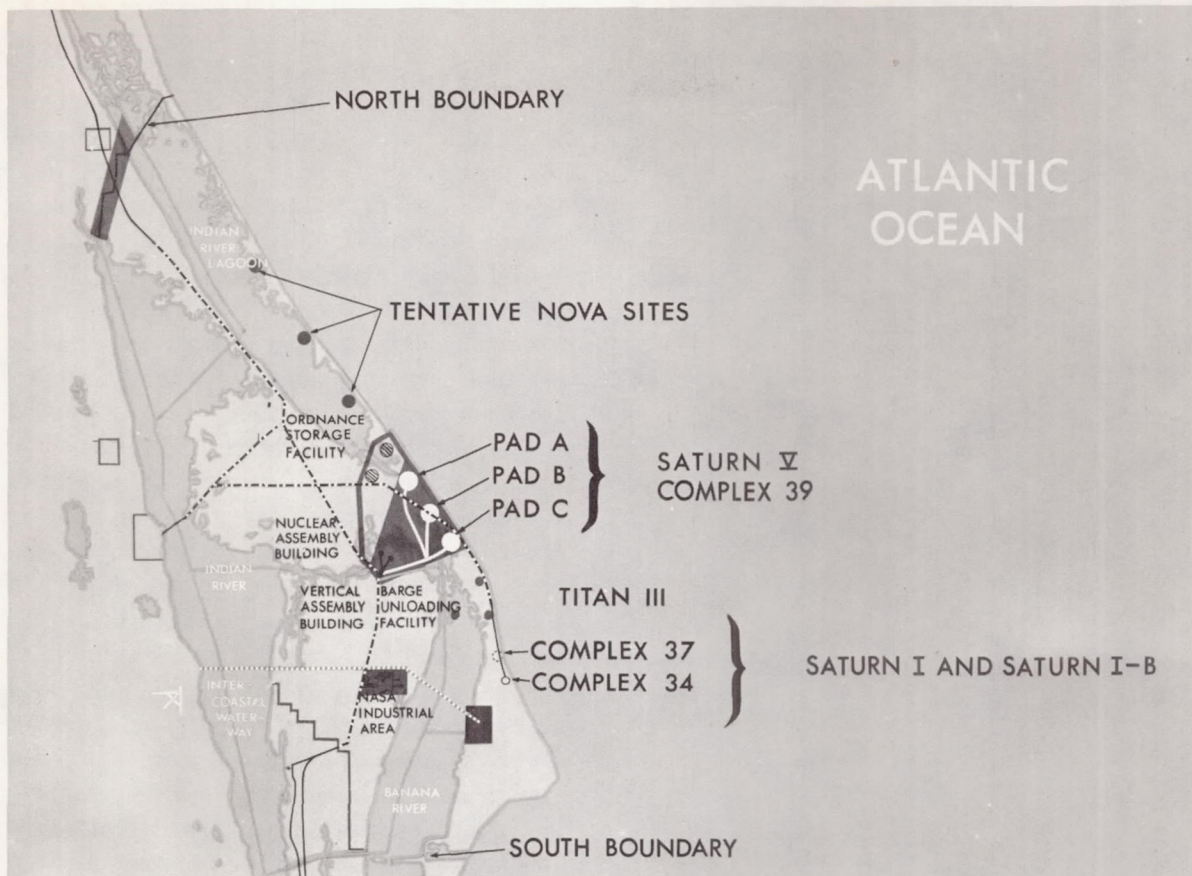 NORTH BOUNDARY
ATLANTIC
OCEAN
INDIAN
RIVER
LAGOON
TENTATIVE NOVA SITES
ORDNANCE
STORAGE
FACILITY
PAD A
PAD B
PAD C
SATURN V
COMPLEX 39
NUCLEAR
ASSEMBLY
BUILDING
INDIAN
RIVER
VERTICAL
ASSEMBLY
BUILDING
BARGE
UNLOADING
FACILITY
TITAN III
COMPLEX 37
COMPLEX 34
SATURN I AND SATURN I-B
INTER-
COASTAL
WATER-
WAY
NASA
INDUSTRIAL
AREA
BANANA
RIVER
SOUTH BOUNDARY